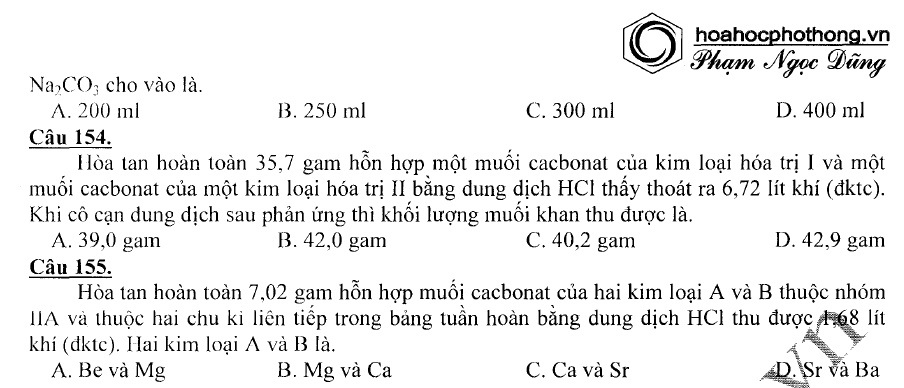 hoahocphothong.vn
Phạm Ngọc Dũng
Na₂CO₃ cho vào là.
A. 200 ml B. 250 ml C. 300 ml D. 400 ml
Câu 154.
Hòa tan hoàn toàn 35,7 gam hỗn hợp một muối cacbonat của kim loại hóa trị I và một
muối cacbonat của một kim loại hóa trị II bằng dung dịch HCl thấy thoát ra 6,72 lít khí (đktc).
Khi cô cạn dung dịch sau phản ứng thì khối lượng muối khan thu được là.
A. 39,0 gam B. 42,0 gam C. 40,2 gam D. 42,9 gam
Câu 155.
Hòa tan hoàn toàn 7,02 gam hỗn hợp muối cacbonat của hai kim loại A và B thuộc nhóm
IIA và thuộc hai chu kì liên tiếp trong bảng tuần hoàn bằng dung dịch HCl thu được 1,68 lít
khí (đktc). Hai kim loại A và B là.
A. Be và Mg B. Mg và Ca C. Ca và Sr D. Sr và Ba